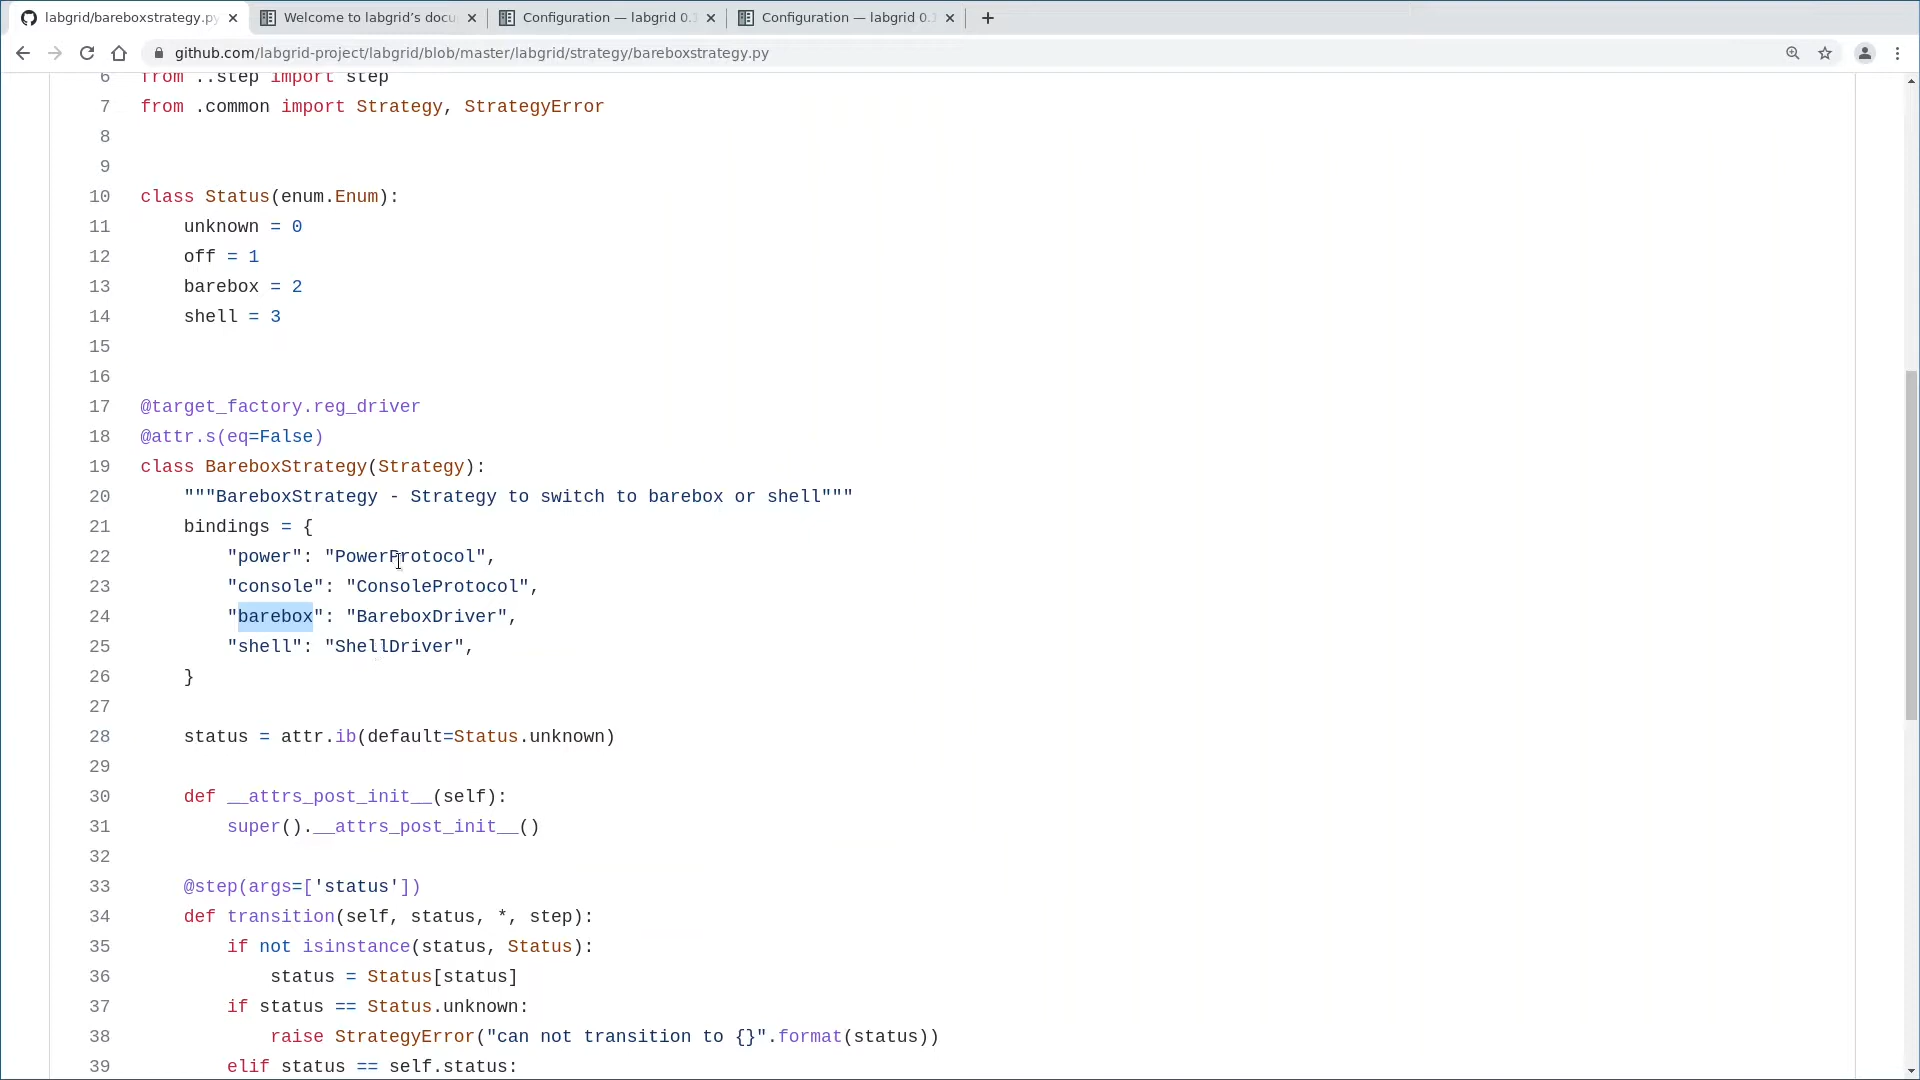 labgrid/bareboxstrategy.py
Welcome to labgrid’s docu
Configuration — labgrid 0.
Configuration — labgrid 0.
github.com/labgrid-project/labgrid/blob/master/labgrid/strategy/bareboxstrategy.py
6 from ..step import step
7 from .common import Strategy, StrategyError
8
9
10 class Status(enum.Enum):
11 unknown = 0
12 off = 1
13 barebox = 2
14 shell = 3
15
16
17 @target_factory.reg_driver
18 @attr.s(eq=False)
19 class BareboxStrategy(Strategy):
20 """BareboxStrategy - Strategy to switch to barebox or shell"""
21 bindings = {
22 "power": "PowerProtocol",
23 "console": "ConsoleProtocol",
24 "barebox": "BareboxDriver",
25 "shell": "ShellDriver",
26 }
27
28 status = attr.ib(default=Status.unknown)
29
30 def __attrs_post_init__(self):
31 super().__attrs_post_init__()
32
33 @step(args=['status'])
34 def transition(self, status, *, step):
35 if not isinstance(status, Status):
36 status = Status[status]
37 if status == Status.unknown:
38 raise StrategyError("can not transition to {}".format(status))
39 elif status == self.status: